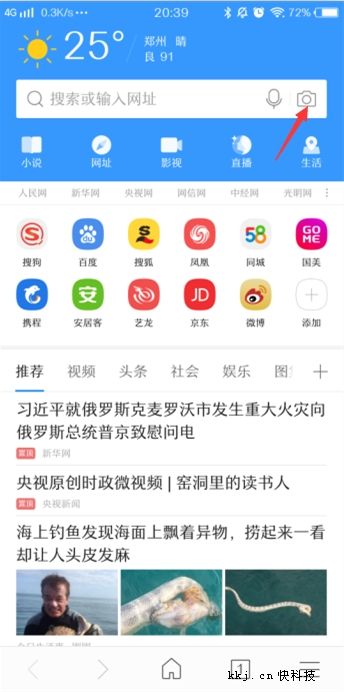 4G 0.3K/s 20:39 72%
25° 郑州 晴
良 91
搜索或输入网址
小说 网址 影视 直播 生活
人民网 新华网 央视网 网信网 中经网 光明网
58 GO ME
搜狗 百度 搜狐 凤凰 同城 国美
安 JD
携程 安居客 艺龙 京东 微博 添加
推荐 视频 头条 社会 娱乐 图
习近平就俄罗斯克麦罗沃市发生重大火灾向
俄罗斯总统普京致慰问电
置顶 新华网
央视原创时政微视频 | 窑洞里的读书人
置顶 央视新闻
海上钓鱼发现海面上飘着异物，捞起来一看
却让人头皮发麻
1
kkj.cn 快科技